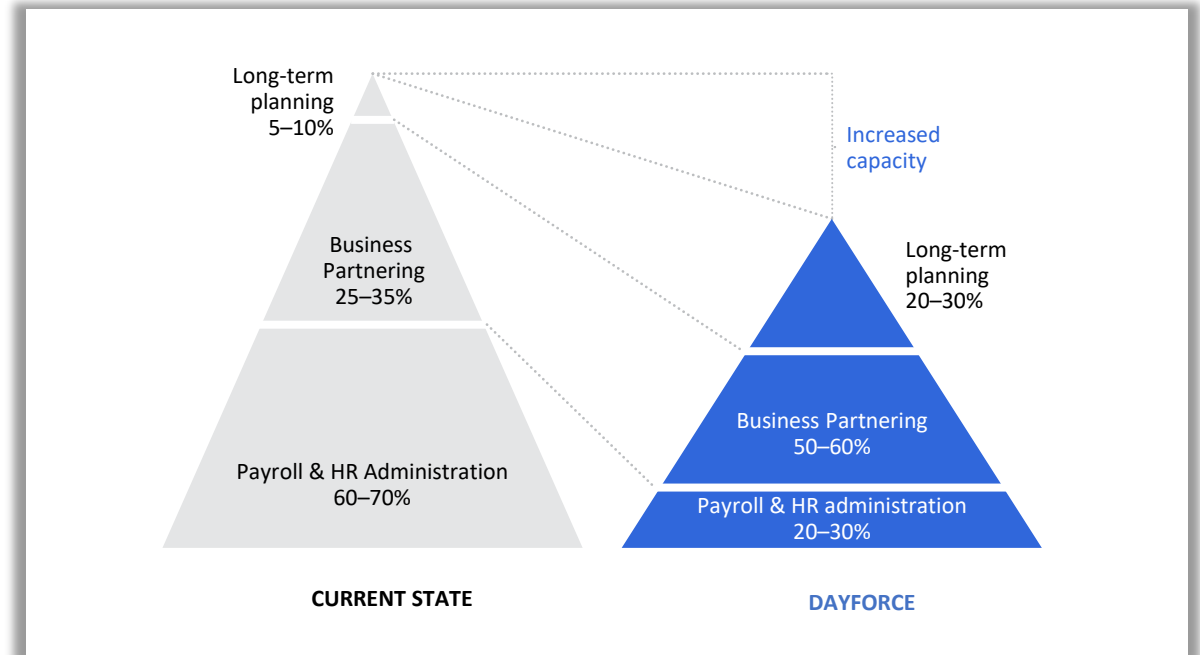 Long-term
planning
5–10%
Business
Partnering
25–35%
Payroll & HR Administration
60–70%
CURRENT STATE
Increased
capacity
Long-term
planning
20–30%
Business Partnering
50–60%
Payroll & HR administration
20–30%
DAYFORCE